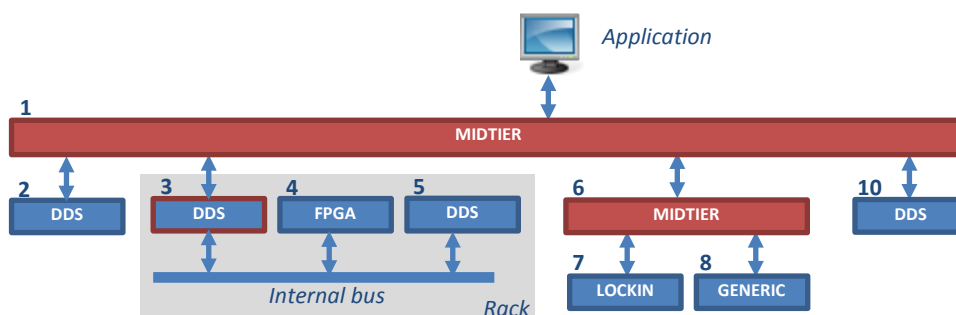 Application
1
MIDTIER
2
DDS
3
DDS
4
FPGA
5
DDS
6
MIDTIER
10
DDS
7
LOCKIN
8
GENERIC
Internal bus
Rack